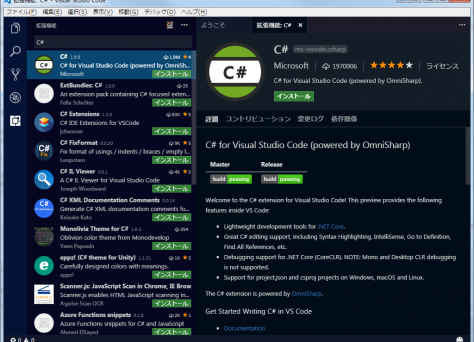 拡張機能: C# - Visual Studio Code
ファイル(F) 編集(E) 選択(S) 表示(V) 移動(G) デバッグ(D) ヘルプ(H)
拡張機能
C#
C# 1.9.0 1.9M ★4
C# for Visual Studio Code (powered by OmniSharp).
Microsoft インストール
ExtBundles: C# 1.0.0 2K
An extension pack containing C# focused exten...
Felix Schröter インストール
C# Extensions 1.3.0 ★5
C# IDE Extensions for VSCode
jchannon インストール
C# FixFormat 0.0.20 9K ★5
Fix format of usings / indents / braces / empty l...
Leopotam インストール
C# IL Viewer 0.0.1 4K ★5
A C# IL Viewer for Visual Studio Code
Joseph Woodward インストール
C# XML Documentation Comments 0.0.14
Generate C# XML documentation comments fo...
Keisuke Kato インストール
Monolivia Theme for C# 354
Oblivion color theme from Monodevelop
インストール
eppz! (C# theme for Unity) 1K ★5
Carefully designed colors with meanings.
eppz! インストール
Scanner.js: JavaScript Scan in Chrome, IE Brow
Scanner.js enables HTML JavaScript scanning in...
Asprise Scan OCR インストール
Azure Functions snippets 0.1.0 2K ★1
Azure Functions snippets for C# and JavaScript
Ahmed ElSayed インストール
ようこそ 拡張機能: C# ×
C# ms-vscode.csharp
Microsoft 1970006 ★★★★ ライセンス
C# for Visual Studio Code (powered by OmniSharp).
インストール
詳細 コントリビューション 変更ログ 依存関係
C# for Visual Studio Code (powered by OmniSharp)
Master Release
build passing build passing
Welcome to the C# extension for Visual Studio Code! This preview provides the following
features inside VS Code:
• Lightweight development tools for .NET Core.
• Great C# editing support, including Syntax Highlighting, IntelliSense, Go to Definition,
Find All References, etc.
• Debugging support for .NET Core (CoreCLR). NOTE: Mono and Desktop CLR debugging
is not supported.
• Support for project.json and csproj projects on Windows, macOS and Linux.
The C# extension is powered by OmniSharp.
Get Started Writing C# in VS Code
• Documentation
0 0